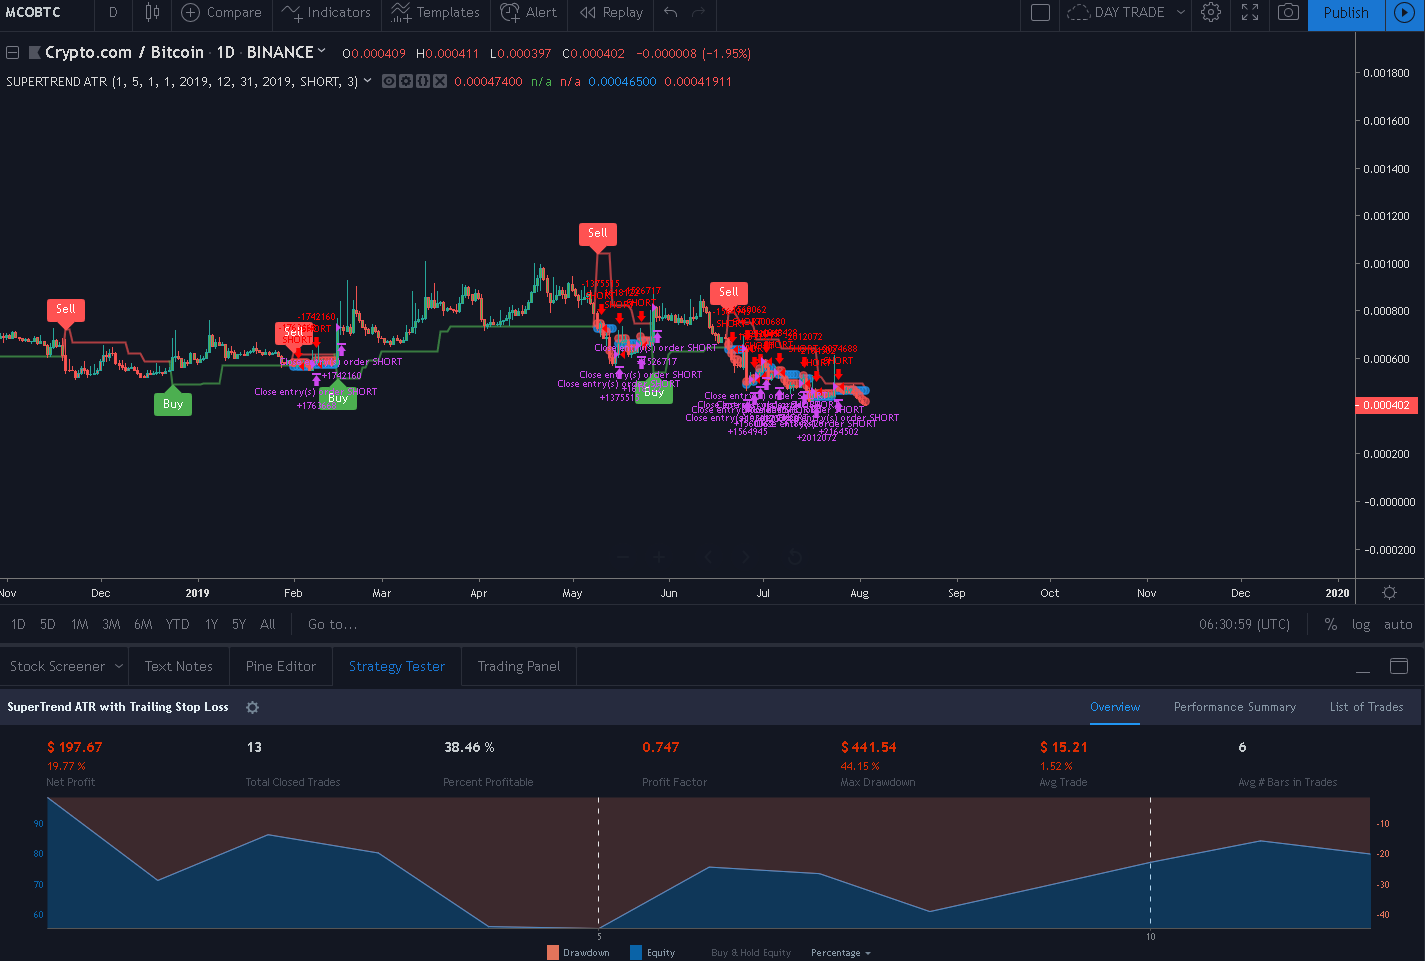 MCOBTC D Compare Indicators Templates Alert Replay DAY TRADE Publish
Crypto.com / Bitcoin · 1D · BINANCE O0.000409 H0.000411 L0.000397 C0.000402 −0.000008 (−1.95%)
SUPERTREND ATR (1, 5, 1, 1, 2019, 12, 31, 2019, SHORT, 3) 0.00047400 n/a n/a 0.00046500 0.00041911
0.001800
0.001600
0.001400
0.001200
0.001000
0.000800
0.000600
0.000402
0.000200
-0.000000
-0.000200
Sell
Sell
Sell
Sell
Buy
Buy
Buy
-1742160
SHORT
order SHORT
+1742160
Close entry(s)
SHORT
-1375515
-1526717
SHORT
Close entry(s) order SHORT
+1526717
Close entry(s) order SHORT
+1375515
SHORT
Close entry(s) order SHORT
+1564945
+2164502
+2012072
Nov Dec 2019 Feb Mar Apr May Jun Jul Aug Sep Oct Nov Dec 2020
1D 5D 1M 3M 6M YTD 1Y 5Y All Go to... 06:30:59 (UTC) % log auto
Stock Screener Text Notes Pine Editor Strategy Tester Trading Panel
SuperTrend ATR with Trailing Stop Loss Overview Performance Summary List of Trades
$ 197.67 13 38.46 % 0.747 $ 441.54 $ 15.21 6
19.77 % 44.15 % 1.52 %
Net Profit Total Closed Trades Percent Profitable Profit Factor Max Drawdown Avg Trade Avg # Bars in Trades
90 -10
80 -20
70 -30
60 -40
5 10
Drawdown Equity Buy & Hold Equity Percentage